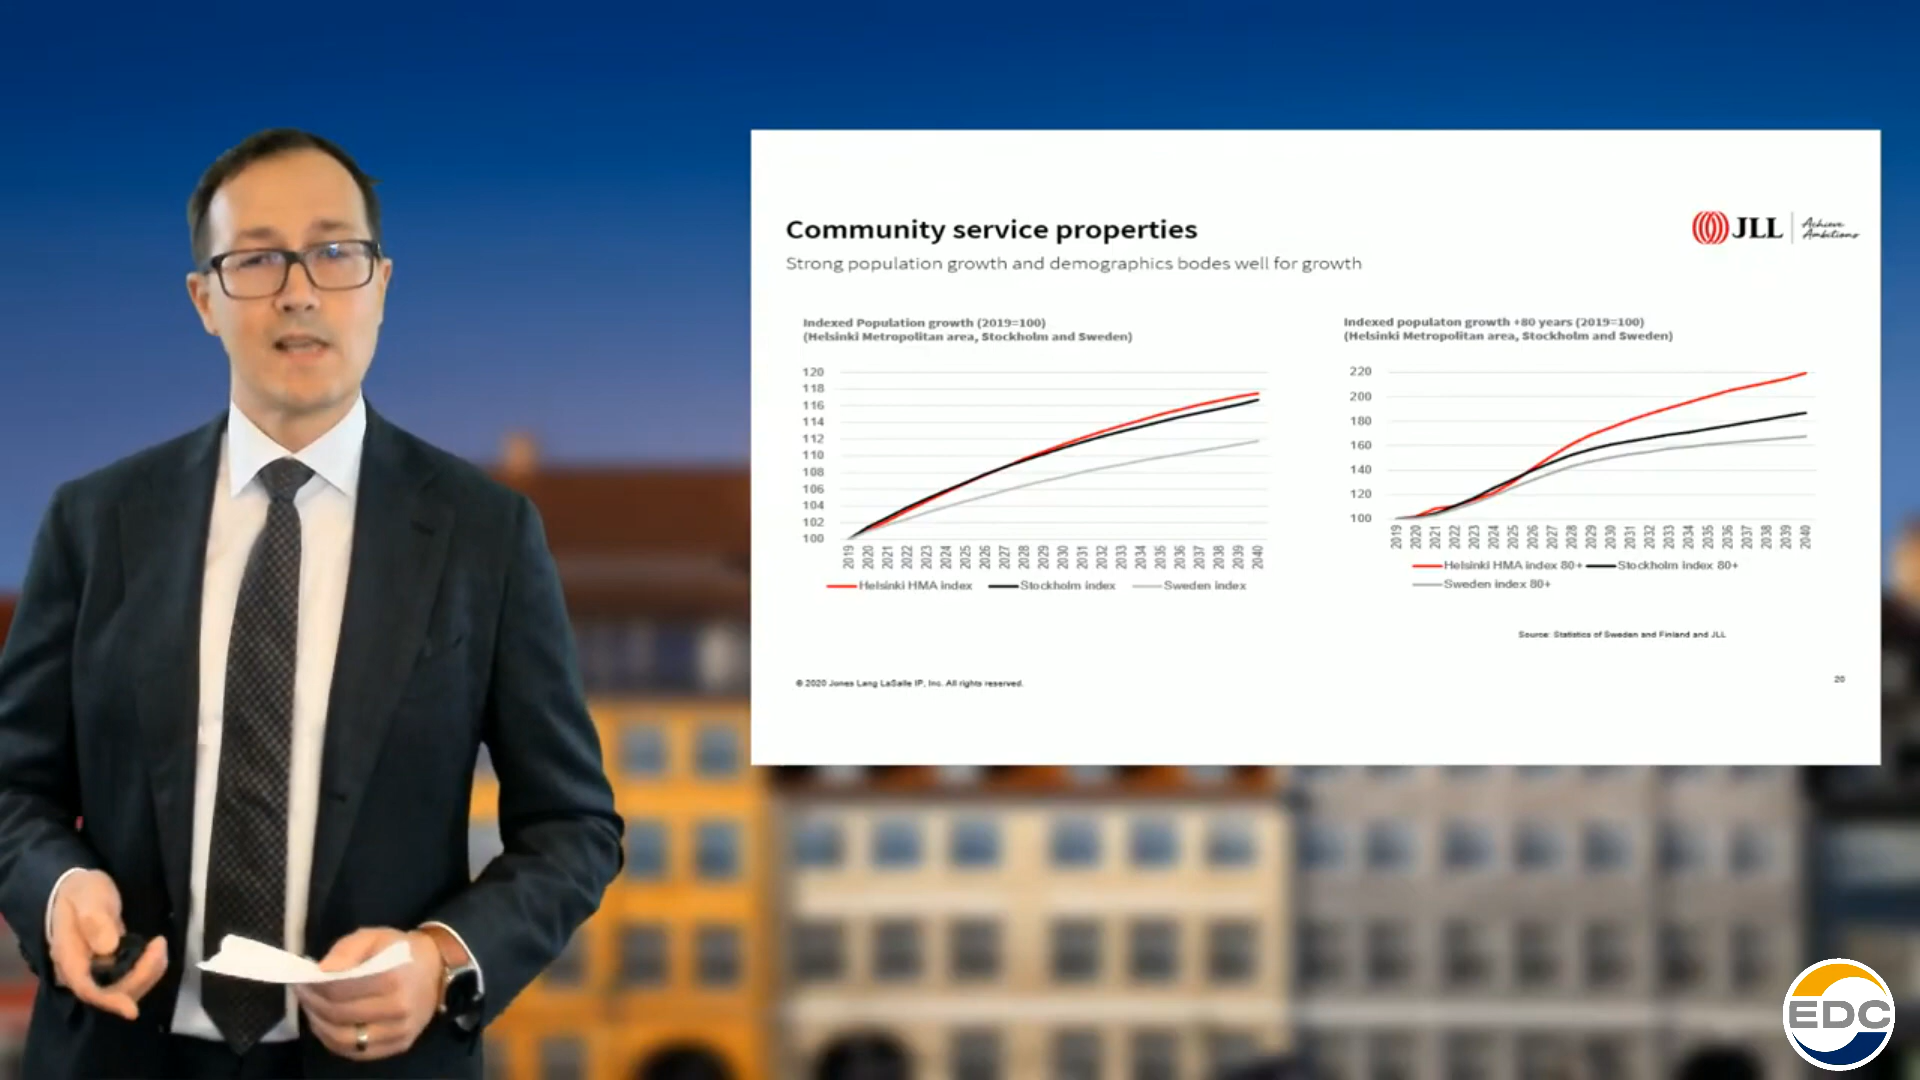 Community service properties
Strong population growth and demographics bodes well for growth
JLL
Achieve
Ambitions
Indexed Population growth (2019=100)
(Helsinki Metropolitan area, Stockholm and Sweden)
120
118
116
114
112
110
108
106
104
102
100
2019 2020 2021 2022 2023 2024 2025 2026 2027 2028 2029 2030 2031 2032 2033 2034 2035 2036 2037 2038 2039 2040
Helsinki HMA index Stockholm index Sweden index
Indexed populaton growth +80 years (2019=100)
(Helsinki Metropolitan area, Stockholm and Sweden)
220
200
180
160
140
120
100
2019 2020 2021 2022 2023 2024 2025 2026 2027 2028 2029 2030 2031 2032 2033 2034 2035 2036 2037 2038 2039 2040
Helsinki HMA index 80+ Stockholm index 80+
Sweden index 80+
Source: Statistics of Sweden and Finland and JLL
© 2020 Jones Lang LaSalle IP, Inc. All rights reserved.
20
EDC